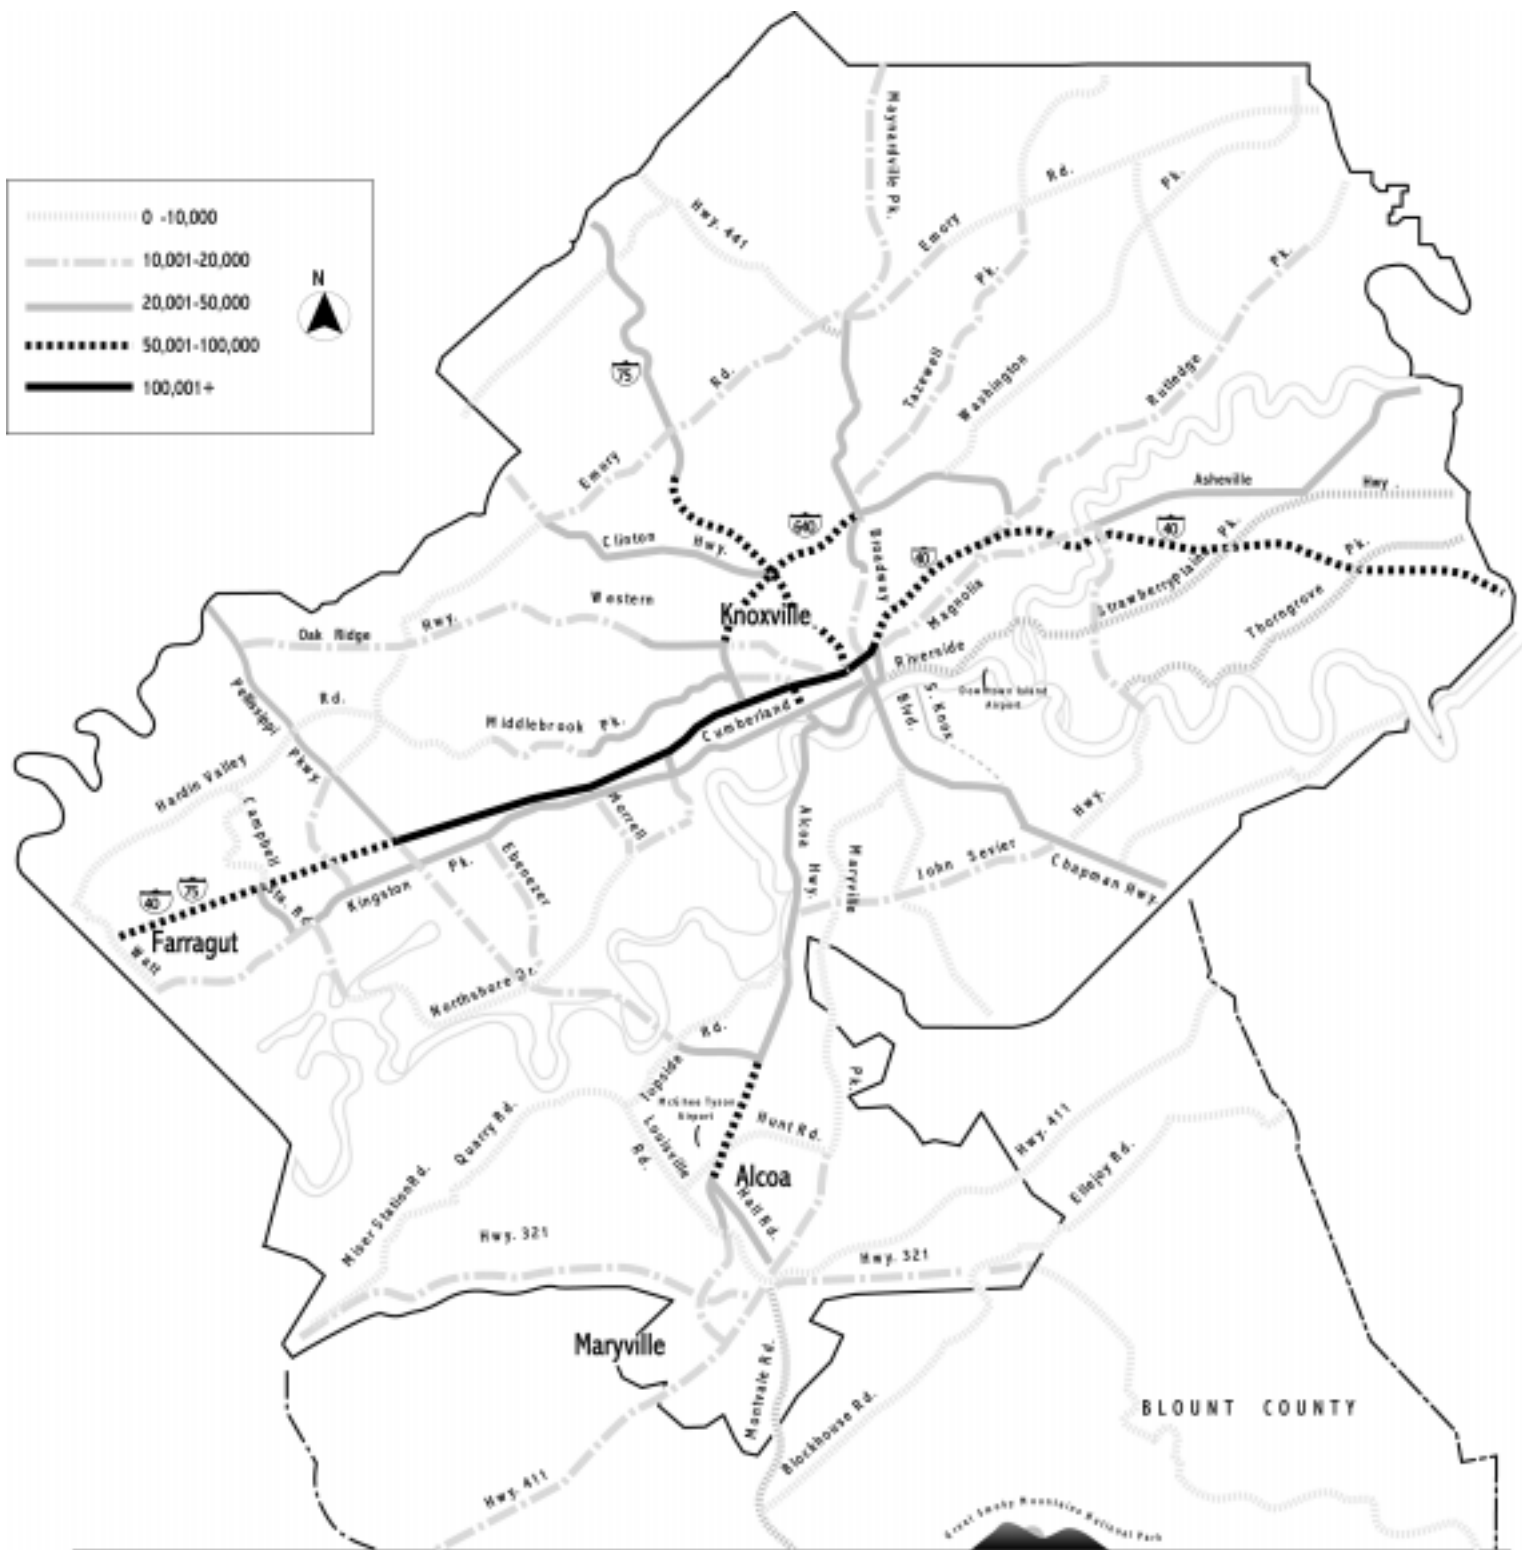 0 -10,000
10,001-20,000
20,001-50,000
50,001-100,000
100,001+
N
Maynardville Pk.
Hwy. 441
Emory
Rd.
Pk.
Tazewell
Pk.
Washington
Pk.
Rutledge
Pk.
75
Emory
Rd.
Asheville
Hwy.
640
40
40
Clinton
Hwy.
Broadway
Magnolia
Strawberry Plains
Pk.
Thorngrove
Pk.
Western
Knoxville
Oak Ridge
Hwy.
Riverside
Downtown Island
Airport
S. Knox
Blvd.
Pellissippi
Pkwy.
Rd.
Middlebrook Pk.
Cumberland
Hardin Valley
Campbell
Sta. Rd.
Morrell
Alcoa
Hwy.
Maryville
Hwy.
John Sevier
Chapman Hwy.
Ebenezer
Kingston
Pk.
40
75
Farragut
Watt
Northshore Dr.
Rd.
Topside
Pk.
McGhee Tyson
Airport
Hunt Rd.
Louisville
Rd.
Hwy. 411
Quarry Rd.
Alcoa
Ellejoy Rd.
Miser Station Rd.
Hall Rd.
Hwy. 321
Hwy. 321
Maryville
Montvale Rd.
Blockhouse Rd.
BLOUNT COUNTY
Hwy. 411
Great Smoky Mountains National Park